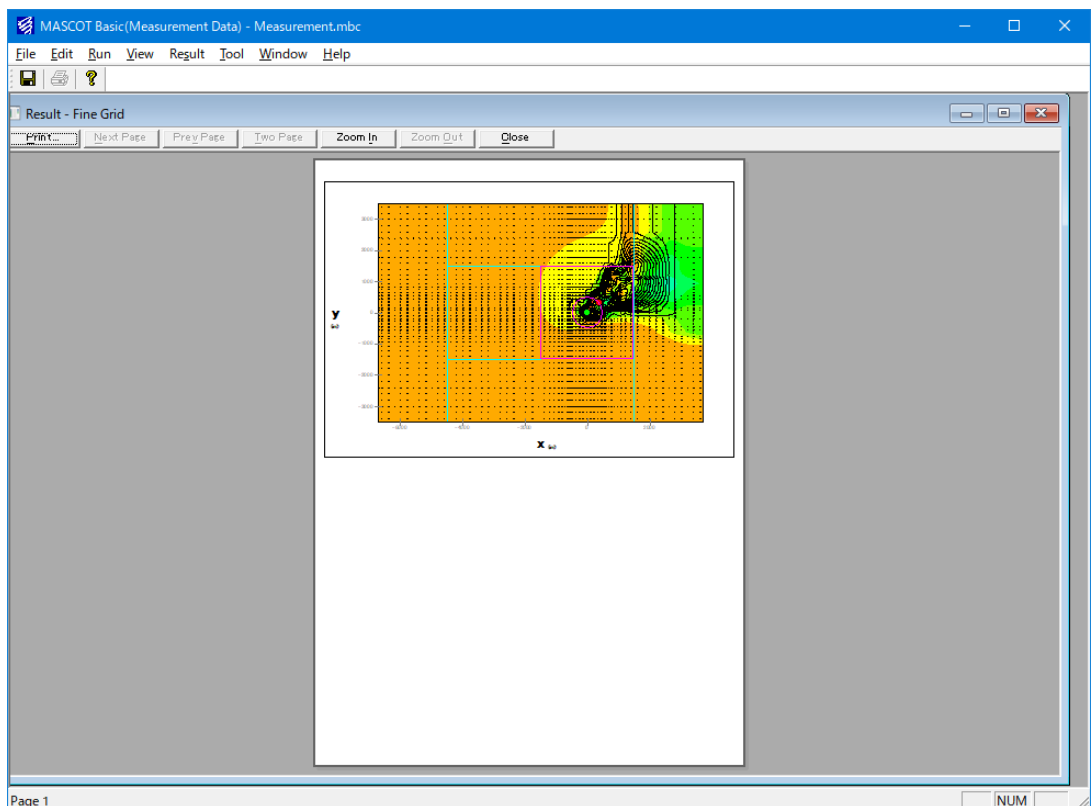 MASCOT Basic(Measurement Data) - Measurement.mbc
File Edit Run View Result Tool Window Help
Result - Fine Grid
Print... Next Page Prev Page Two Page Zoom In Zoom Out Close
y
x
Page 1
NUM